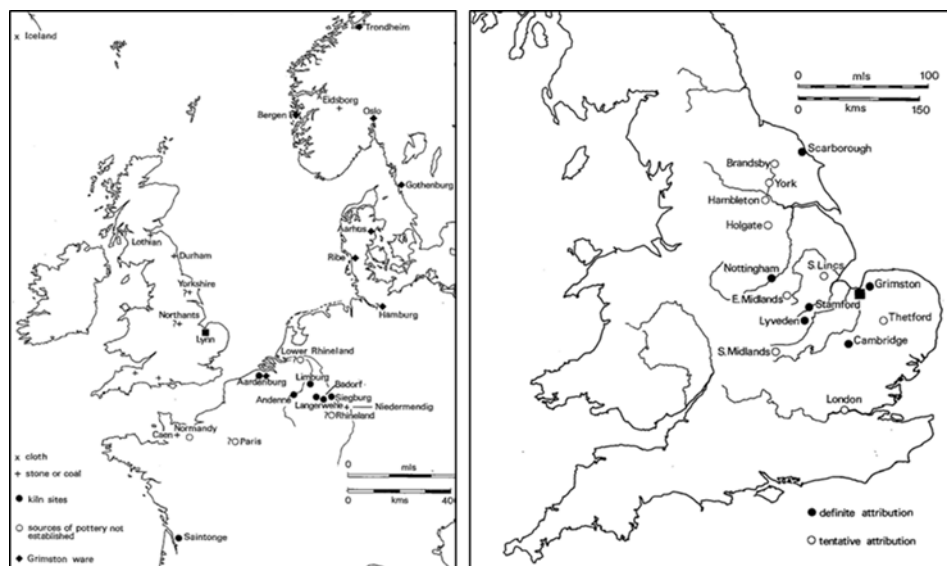 x Iceland
Trondheim
Eidsborg
Bergen
Oslo
Gothenburg
Aarhus
Ribe
Hamburg
Lothian
Durham
Yorkshire
?+
Northants
?+
Lynn
Lower Rhineland
?
Aardenburg
Limburg
Badorf
Andenne
Siegburg
Langerwehe
Niedermendig
?
Rhineland
Normandy
Caen
?
Paris
Saintonge
x cloth
+ stone or coal
kiln sites
sources of pottery not
established
Grimston ware
0
mls
kms
0
400
0 mls 100
0 kms 150
Scarborough
Brandsby
York
Hambleton
Holgate
Nottingham
S. Lincs
Grimston
E. Midlands
Stamford
Lyveden
Thetford
S. Midlands
Cambridge
London
definite attribution
tentative attribution